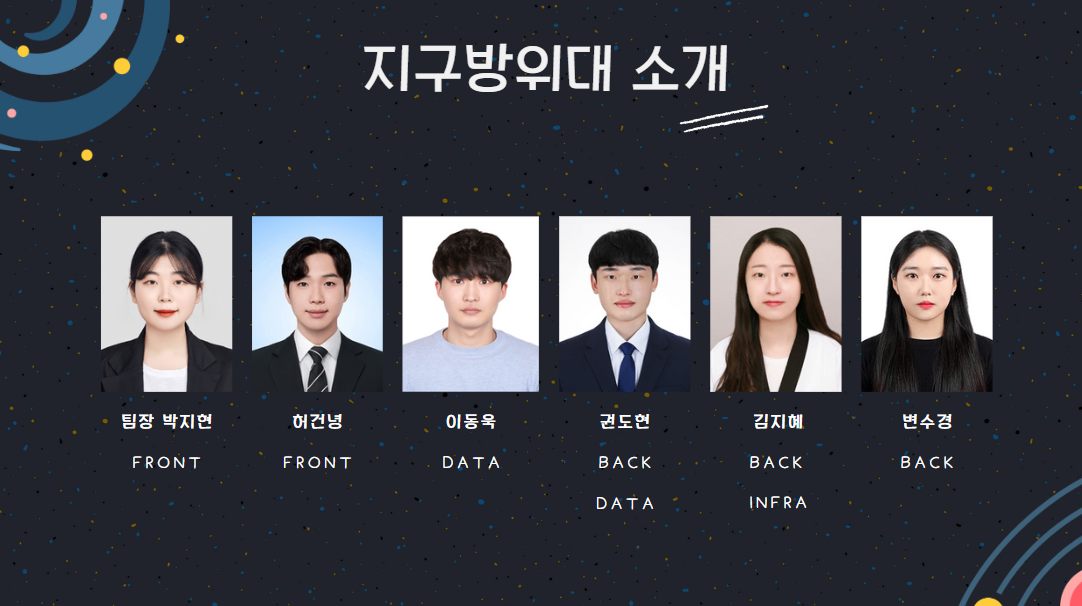 지구방위대 소개
팀장 박지현
FRONT
허건녕
FRONT
이동욱
DATA
권도현
BACK
DATA
김지혜
BACK
INFRA
변수경
BACK